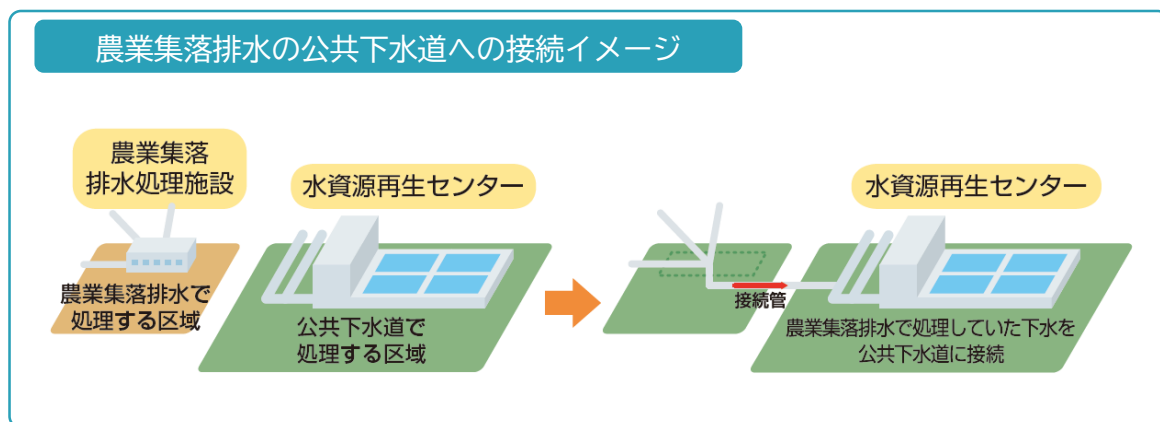 農業集落排水の公共下水道への接続イメージ
農業集落
排水処理施設
水資源再生センター
農業集落排水で
処理する区域
公共下水道で
処理する区域
水資源再生センター
接続管
農業集落排水で処理していた下水を
公共下水道に接続